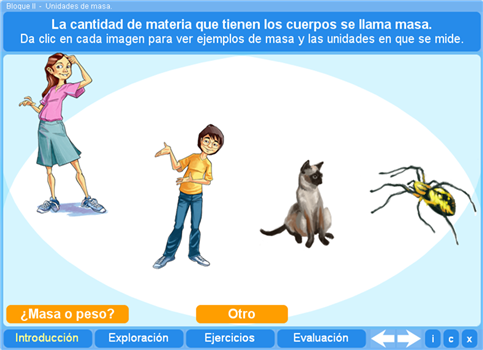 Bloque II - Unidades de masa.
La cantidad de materia que tienen los cuerpos se llama masa.
Da clic en cada imagen para ver ejemplos de masa y las unidades en que se mide.
¿Masa o peso?
Otro
Introducción
Exploración
Ejercicios
Evaluación
i
c
x